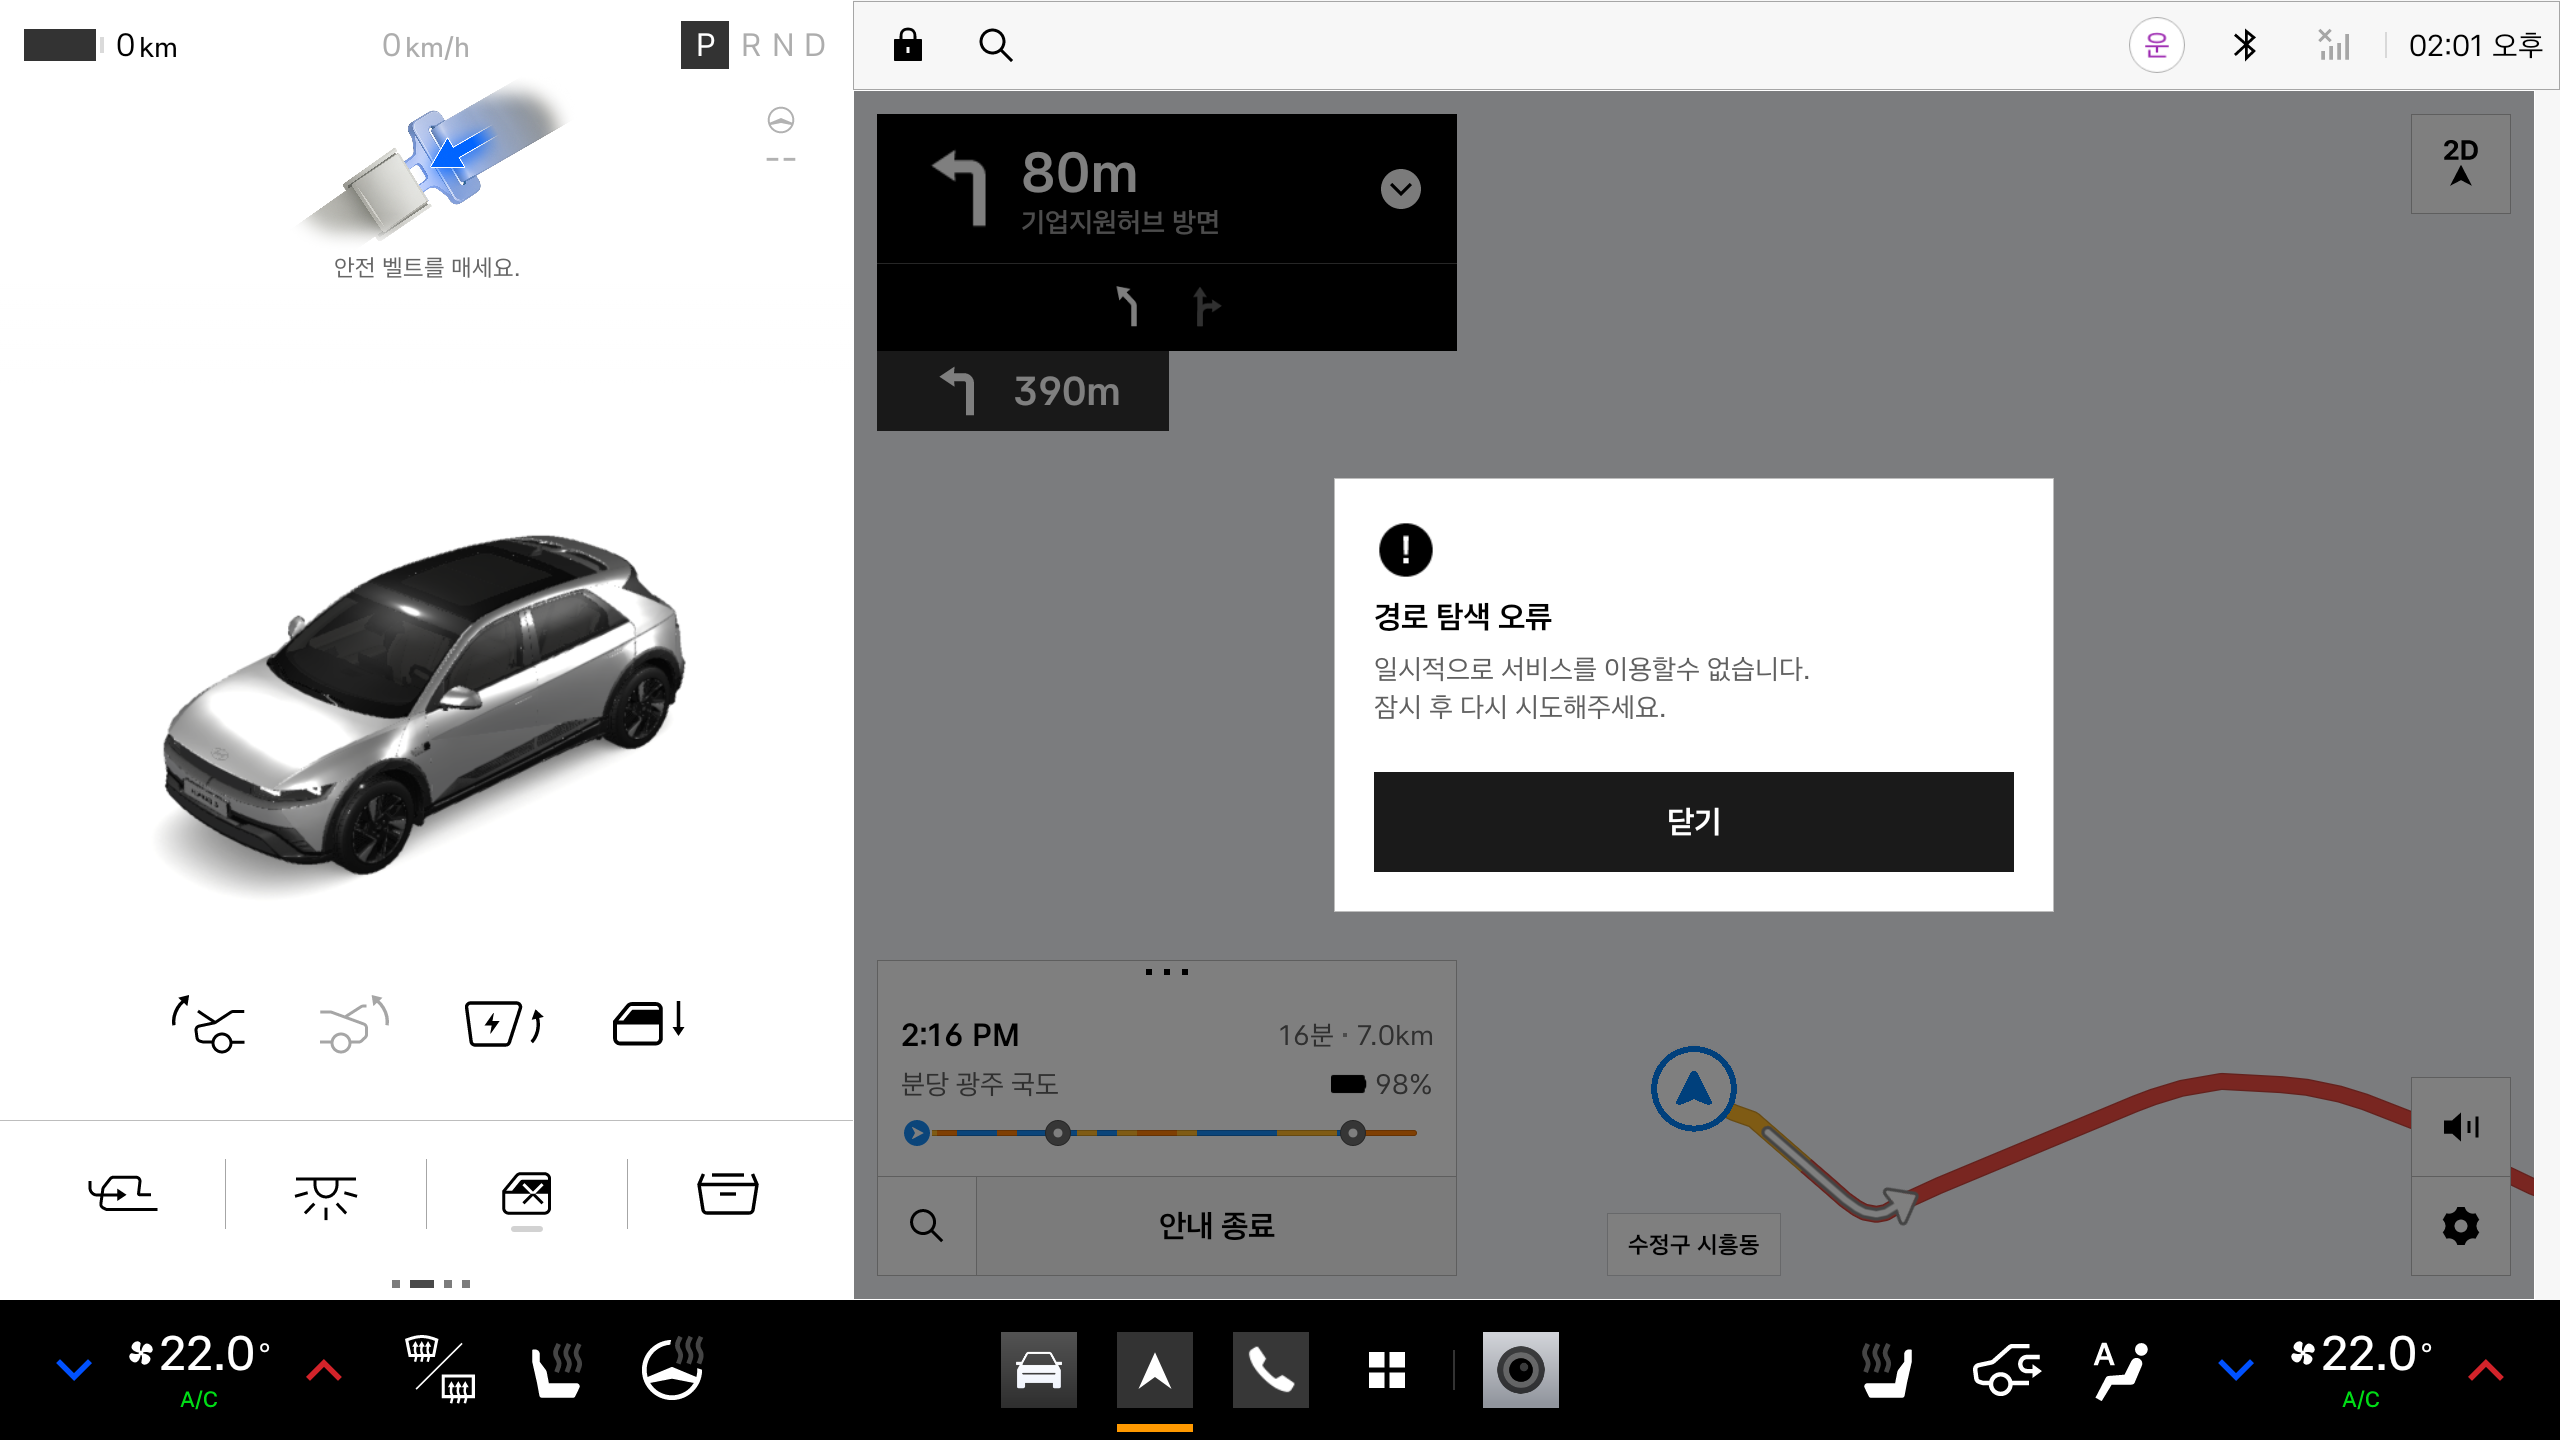 0 km
0 km/h
P R N D
안전 벨트를 매세요.
운
02:01 오후
80m
기업지원허브 방면
390m
2D
경로 탐색 오류
일시적으로 서비스를 이용할수 없습니다.
잠시 후 다시 시도해주세요.
닫기
2:16 PM
16분 · 7.0km
분당 광주 국도
98%
안내 종료
수정구 시흥동
22.0°
A/C
A
22.0°
A/C